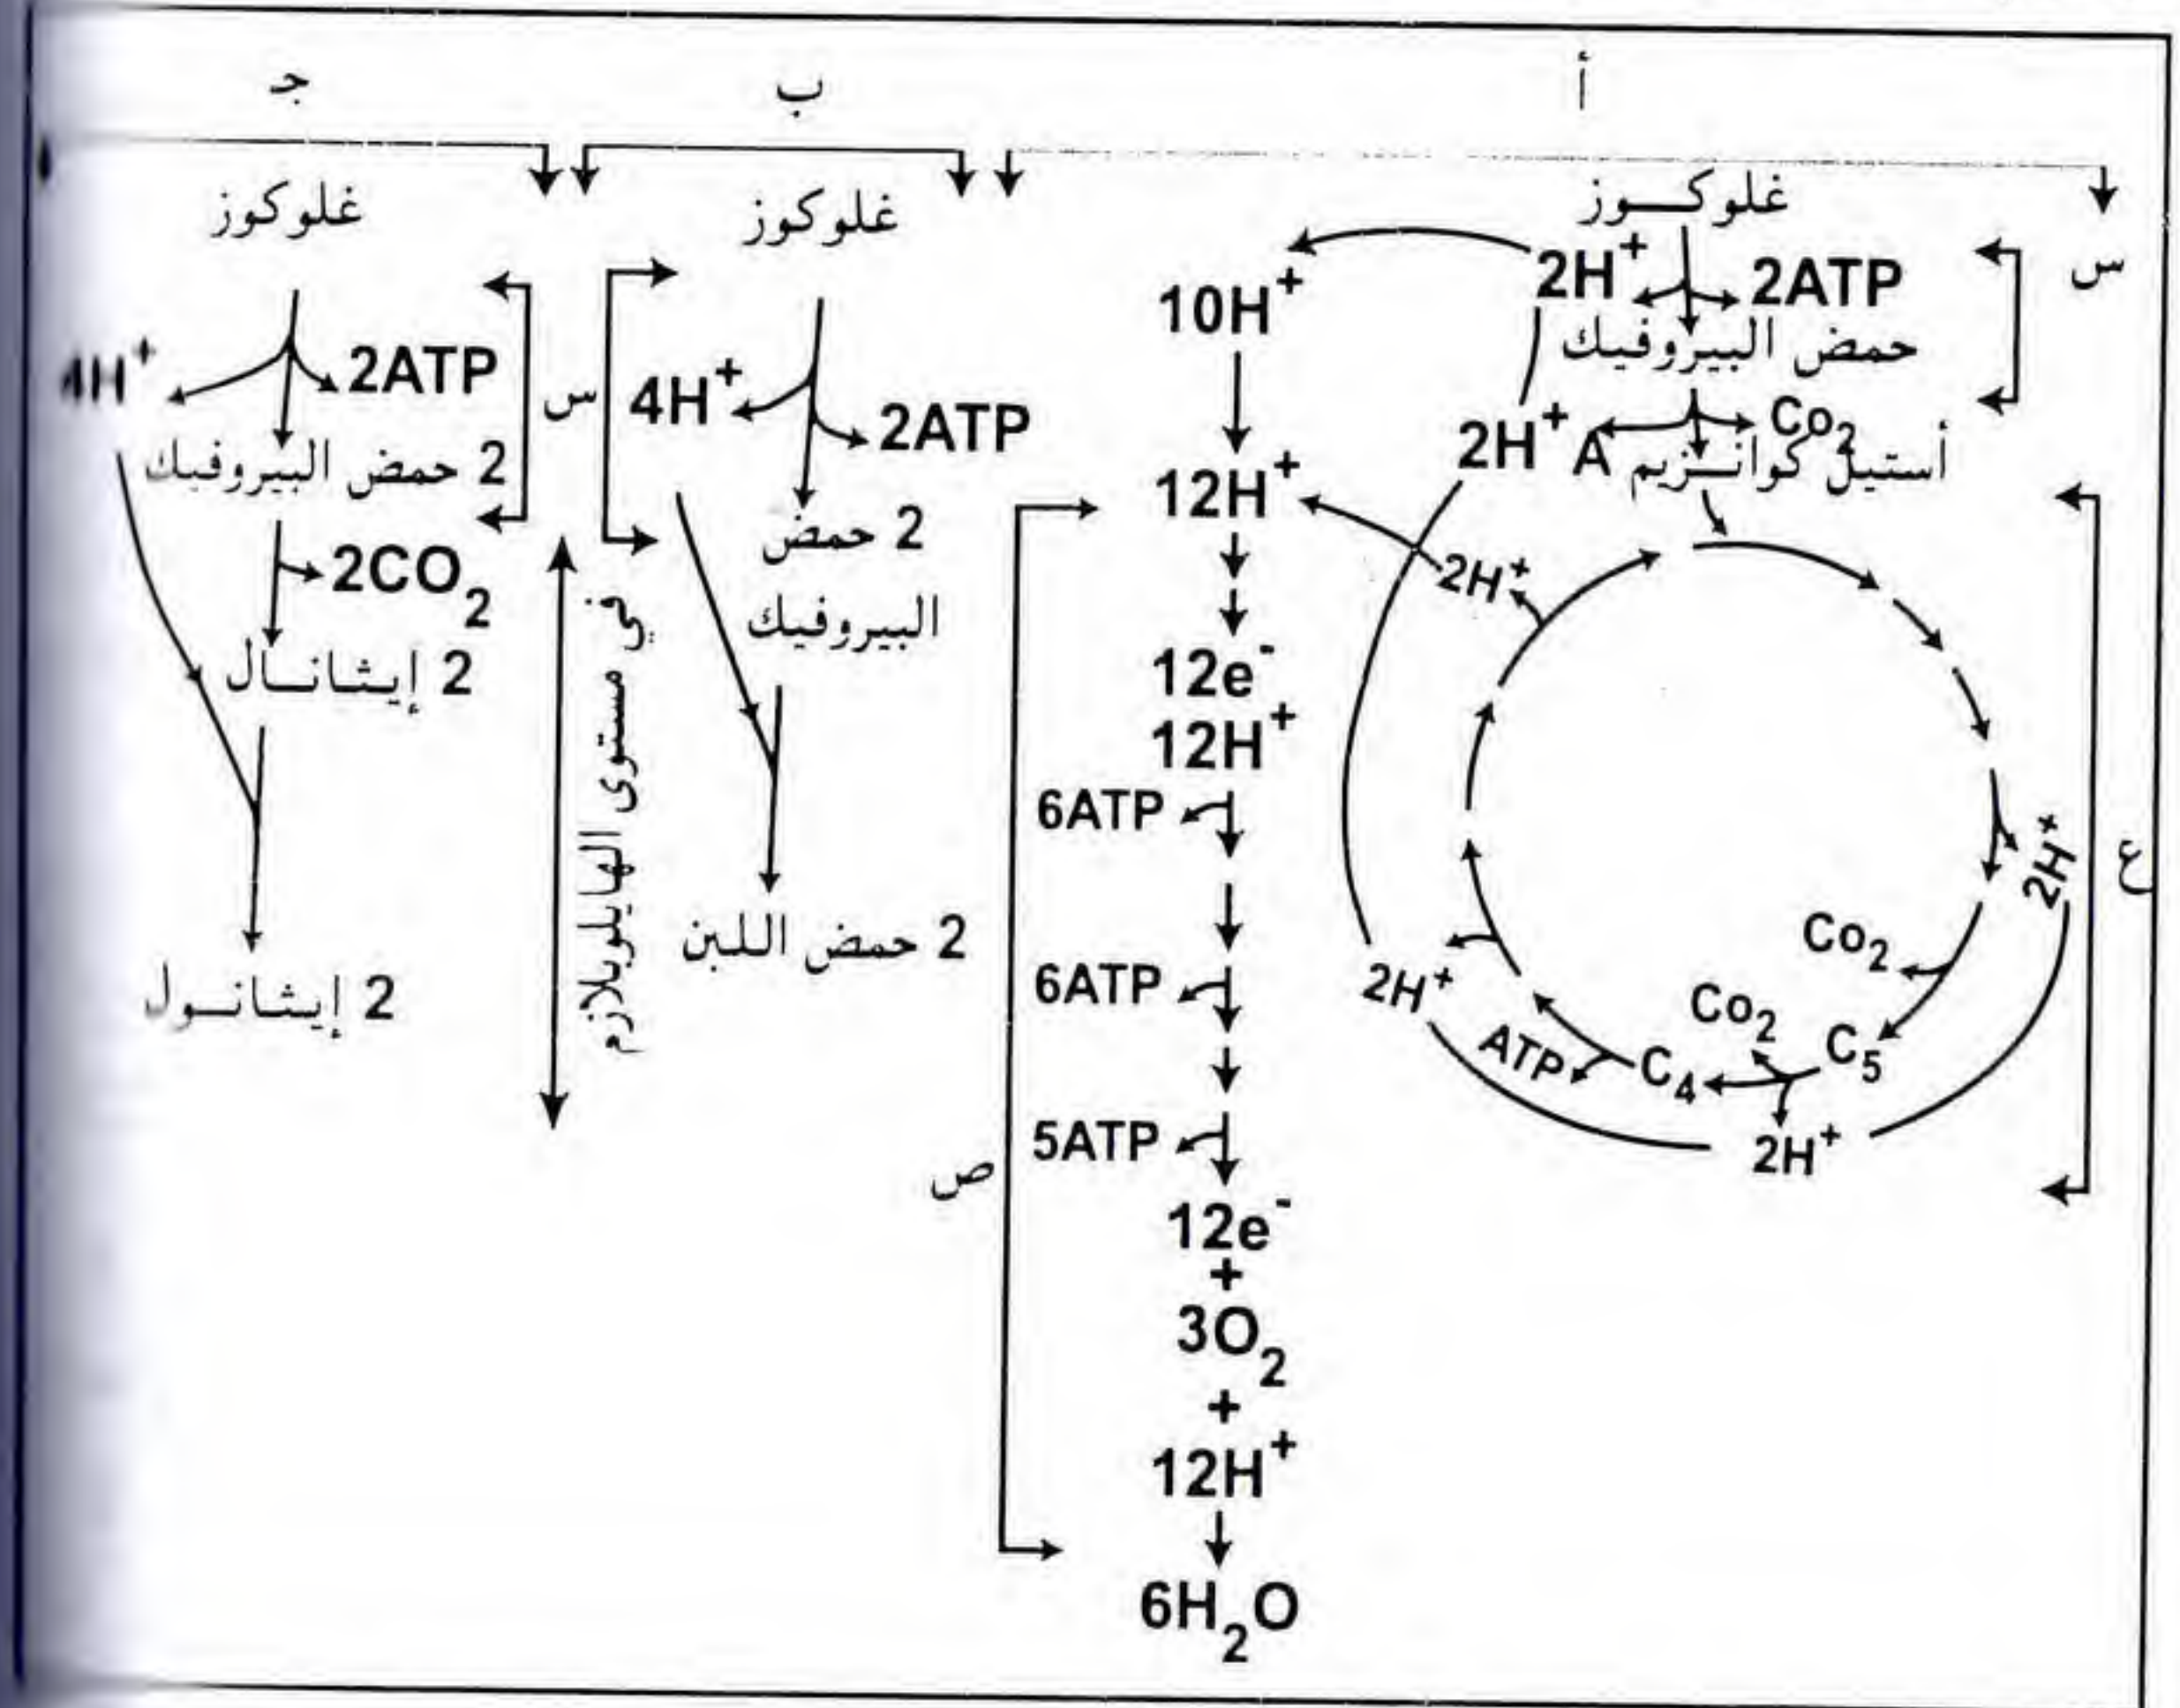 أ
ب
جـ
غلوكوز
2H⁺
2ATP
س
حمض البيروفيك
2H⁺
Co₂
أستيل كوانزيم A
ع
2H⁺
2H⁺
Co₂
C₅
Co₂
2H⁺
C₄
ATP
2H⁺
10H⁺
12H⁺
12e⁻
12H⁺
6ATP
6ATP
5ATP
12e⁻
+
3O₂
+
12H⁺
6H₂O
ص
غلوكوز
4H⁺
2ATP
2 حمض
البيروفيك
2 حمض اللبن
س
في مستوى الهايلوبلازم
غلوكوز
4H⁺
2ATP
2 حمض البيروفيك
2CO₂
2 إيثانال
2 إيثانول